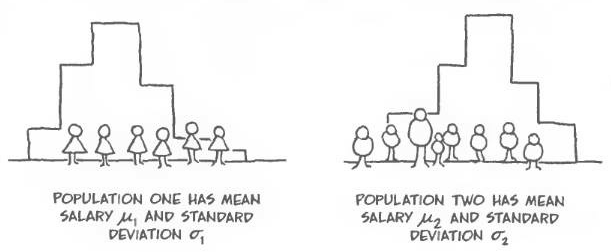 POPULATION ONE HAS MEAN
SALARY μ₁ AND STANDARD
DEVIATION σ₁
POPULATION TWO HAS MEAN
SALARY μ₂ AND STANDARD
DEVIATION σ₂